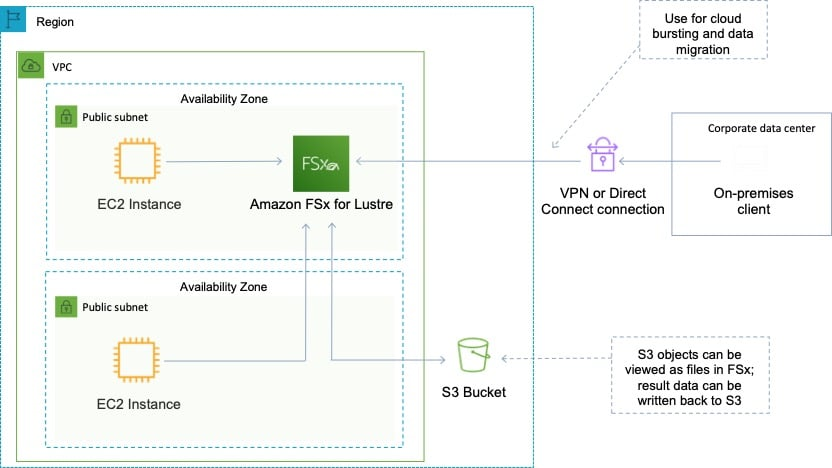 Region
Use for cloud
bursting and data
migration
VPC
Availability Zone
Public subnet
FSx
EC2 Instance
Amazon FSx for Lustre
VPN or Direct
Connect connection
Corporate data center
On-premises
client
Availability Zone
Public subnet
EC2 Instance
S3 Bucket
S3 objects can be
viewed as files in FSx;
result data can be
written back to S3